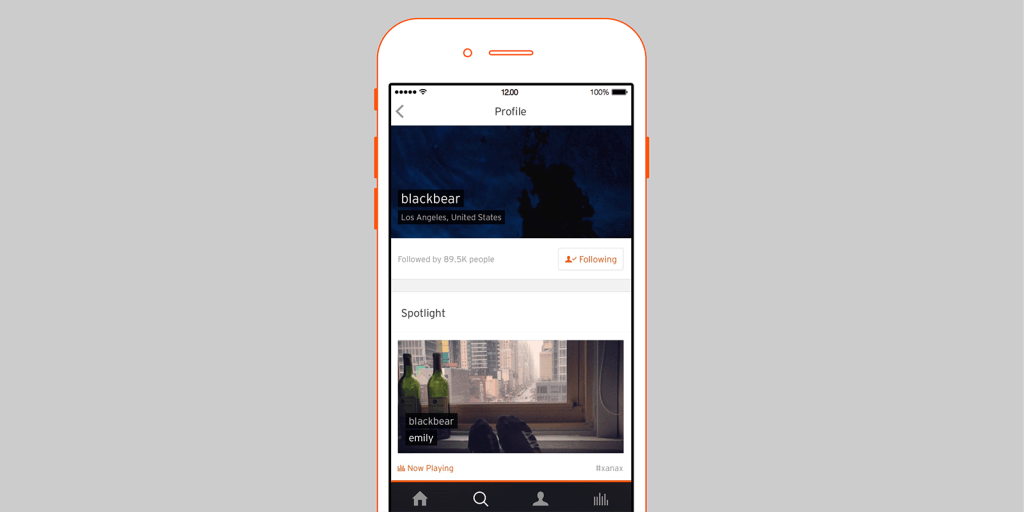 12.00
100%
Profile
blackbear
Los Angeles, United States
Followed by 89.5K people
Following
Spotlight
blackbear
emily
Now Playing
#xanax